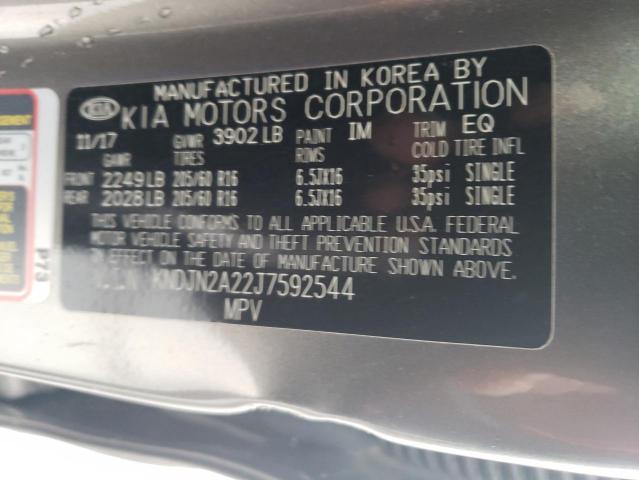 MANUFACTURED IN KOREA BY
KIA KIA MOTORS CORPORATION
11/17 GVWR 3902 LB PAINT IM TRIM EQ
GAWR TIRES RIMS COLD TIRE INFL
FRONT 2249 LB 205/60 R16 6.5JX16 35psi SINGLE
REAR 2028 LB 205/60 R16 6.5JX16 35psi SINGLE
THIS VEHICLE CONFORMS TO ALL APPLICABLE U.S.A. FEDERAL
MOTOR VEHICLE SAFETY AND THEFT PREVENTION STANDARDS
IN EFFECT ON THE DATE OF MANUFACTURE SHOWN ABOVE.
KNDJN2A22J7592544
MPV
P73